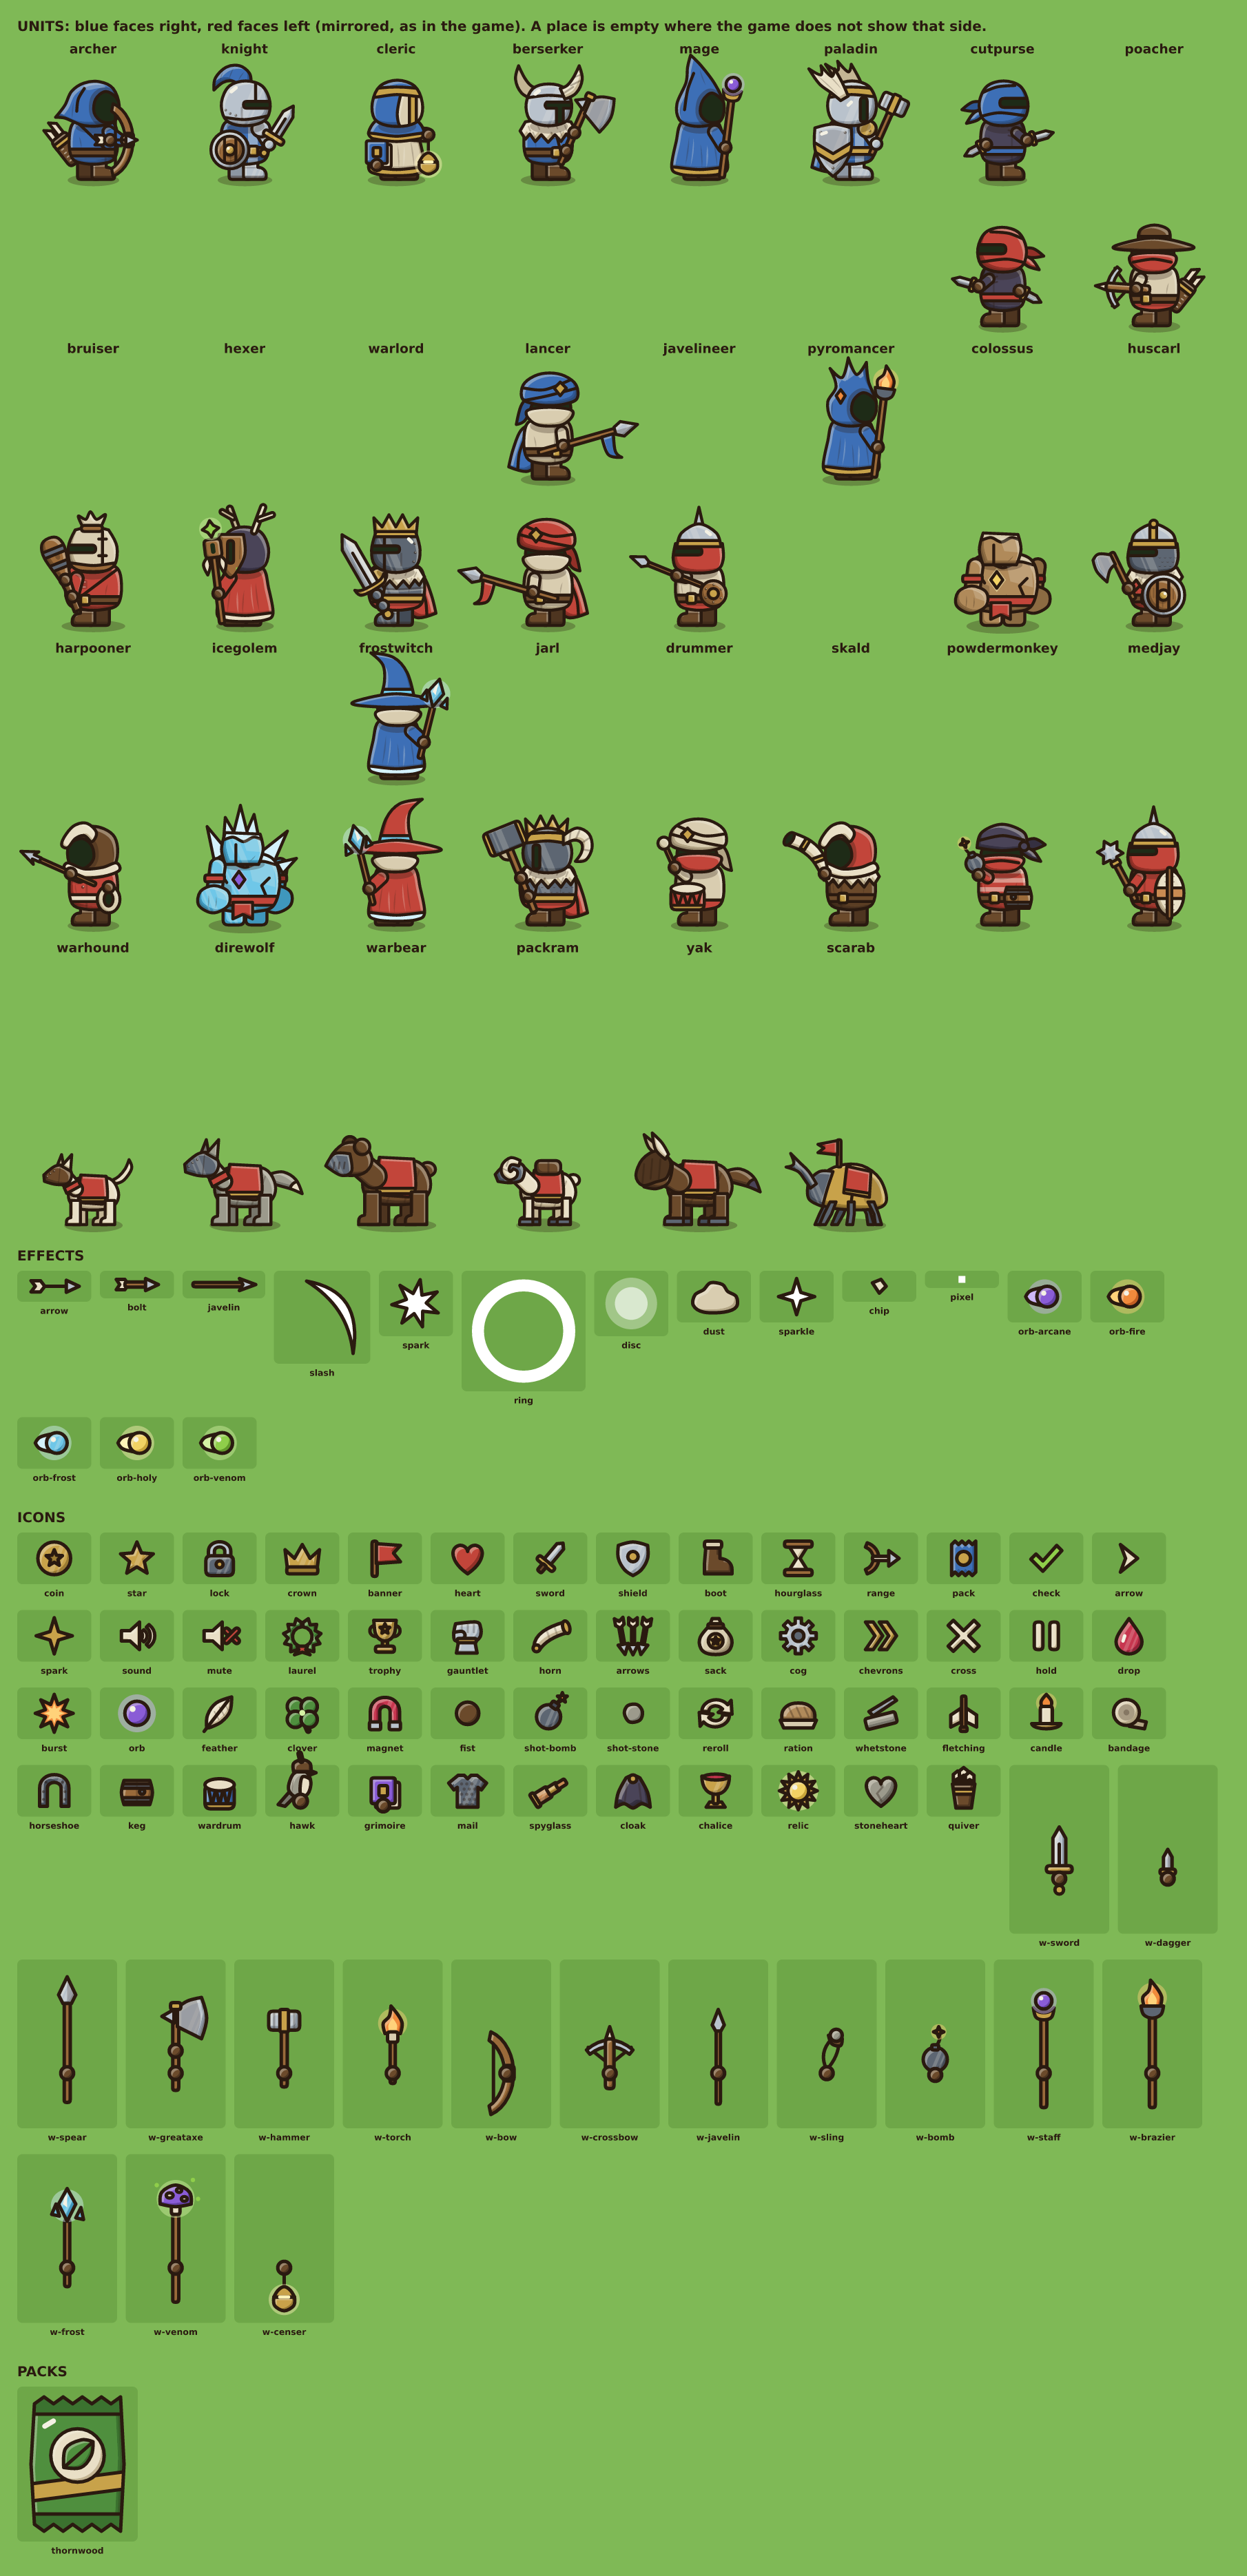 UNITS: blue faces right, red faces left (mirrored, as in the game). A place is empty where the game does not show that side.
archer knight cleric berserker mage paladin cutpurse poacher
bruiser hexer warlord lancer javelineer pyromancer colossus huscarl
harpooner icegolem frostwitch jarl drummer skald powdermonkey medjay
warhound direwolf warbear packram yak scarab
EFFECTS
arrow bolt javelin slash spark ring disc dust sparkle chip pixel orb-arcane orb-fire
orb-frost orb-holy orb-venom
ICONS
coin star lock crown banner heart sword shield boot hourglass range pack check arrow
spark sound mute laurel trophy gauntlet horn arrows sack cog chevrons cross hold drop
burst orb feather clover magnet fist shot-bomb shot-stone reroll ration whetstone fletching candle bandage
horseshoe keg wardrum hawk grimoire mail spyglass cloak chalice relic stoneheart quiver w-sword w-dagger
w-spear w-greataxe w-hammer w-torch w-bow w-crossbow w-javelin w-sling w-bomb w-staff w-brazier
w-frost w-venom w-censer
PACKS
thornwood